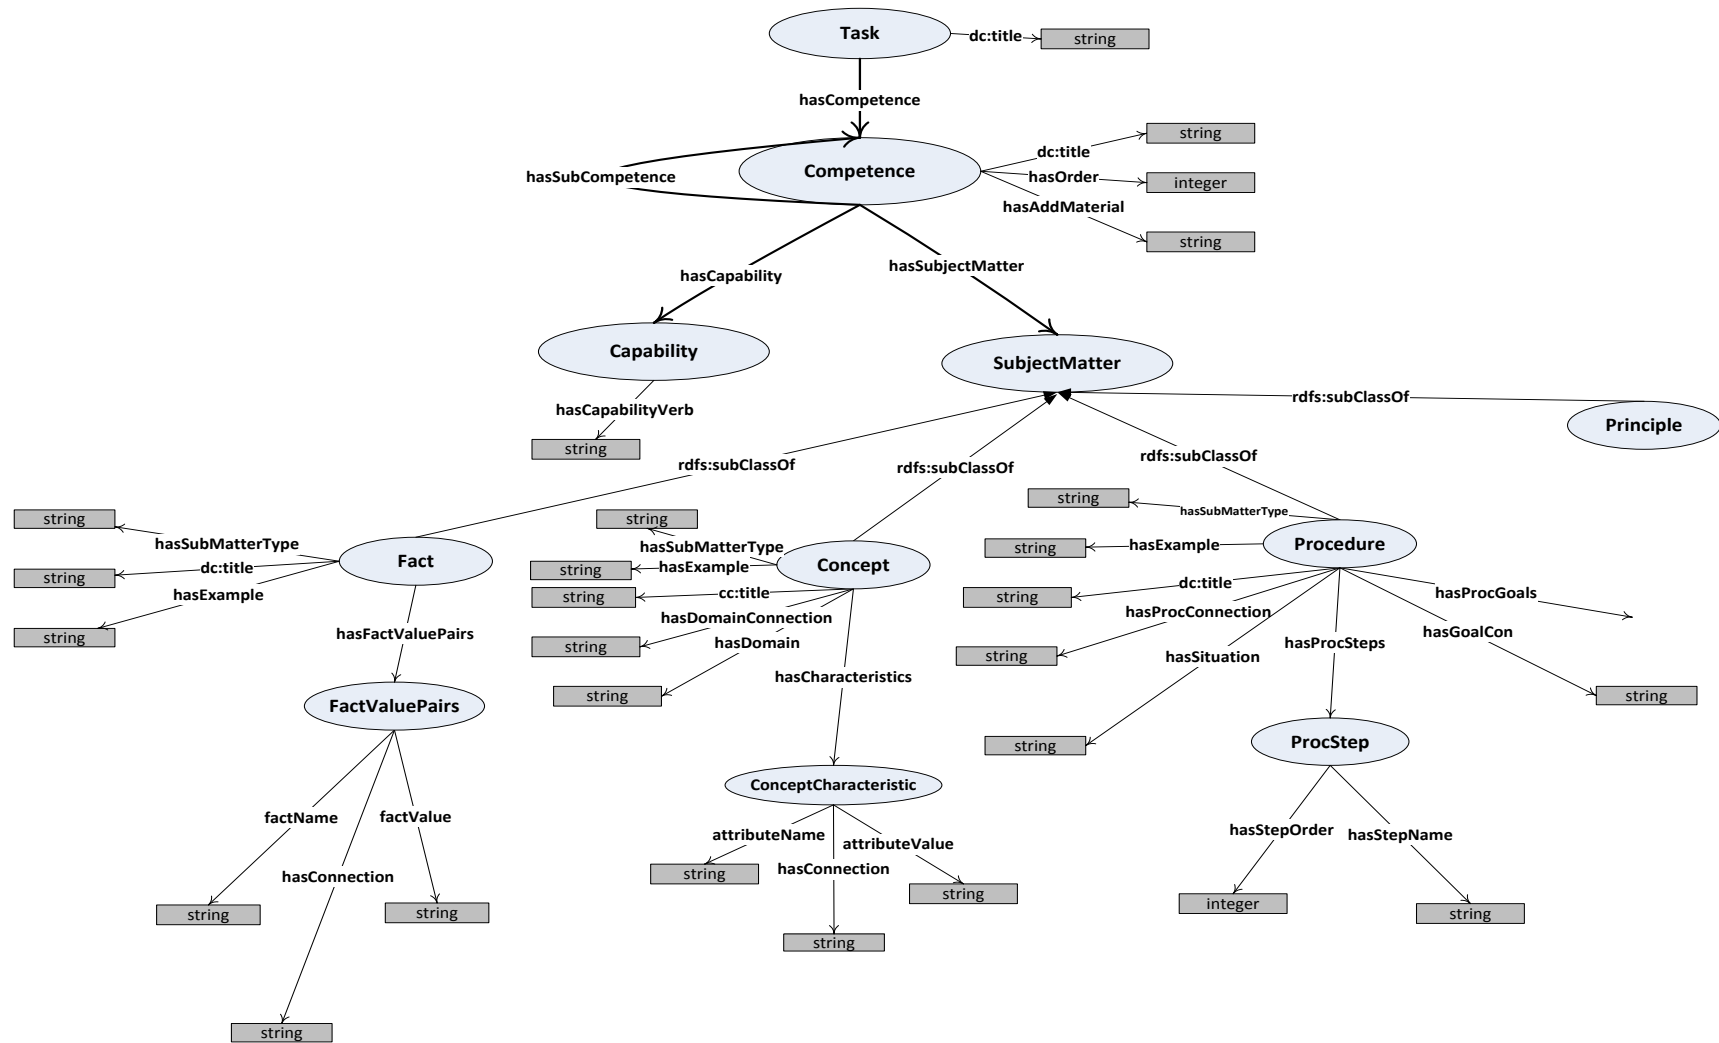 Task
dc:title
string
hasCompetence
string
dc:title
Competence
hasSubCompetence
hasOrder
integer
hasAddMaterial
string
hasCapability
hasSubjectMatter
Capability
SubjectMatter
rdfs:subClassOf
hasCapabilityVerb
Principle
string
rdfs:subClassOf
rdfs:subClassOf
rdfs:subClassOf
string
string
string
hasSubMatterType
hasSubMatterType
hasSubMatterType
string
hasExample
Procedure
Fact
dc:title
string
hasExample
Concept
string
string
dc:title
hasProcGoals
hasExample
string
cc:title
string
hasProcConnection
string
hasDomainConnection
hasFactValuePairs
hasGoalCon
string
hasDomain
hasProcSteps
string
hasSituation
hasCharacteristics
string
string
FactValuePairs
string
ProcStep
ConceptCharacteristic
factName
factValue
attributeName
attributeValue
hasStepOrder
hasStepName
hasConnection
hasConnection
string
string
integer
string
string
string
string
string